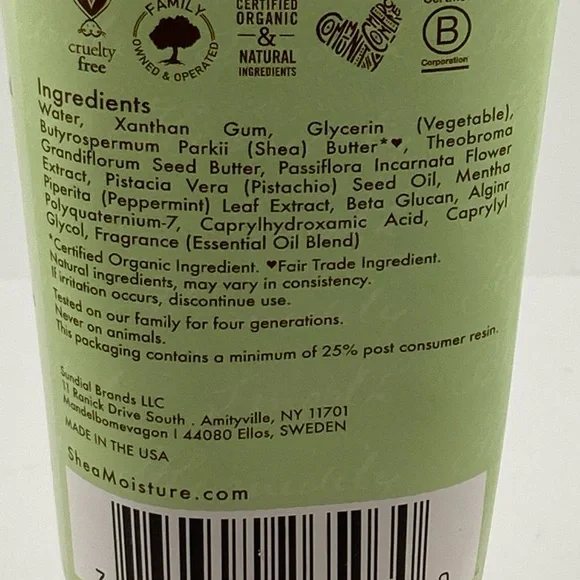 cruelty
free
FAMILY
OWNED & OPERATED
CERTIFIED
ORGANIC
&
NATURAL
INGREDIENTS
COMMUNITY
COMMERCE
B
Corporation
Ingredients
Water, Xanthan Gum, Glycerin (Vegetable),
Butyrospermum Parkii (Shea) Butter*♥, Theobroma
Grandiflorum Seed Butter, Passiflora Incarnata Flower
Extract, Pistacia Vera (Pistachio) Seed Oil, Mentha
Piperita (Peppermint) Leaf Extract, Beta Glucan, Alginr
Polyquaternium-7, Caprylhydroxamic Acid, Caprylyl
Glycol, Fragrance (Essential Oil Blend)
*Certified Organic Ingredient. ♥Fair Trade Ingredient.
Natural ingredients, may vary in consistency.
If irritation occurs, discontinue use.
Tested on our family for four generations.
Never on animals.
This packaging contains a minimum of 25% post consumer resin.
Sundial Brands LLC
11 Ranick Drive South . Amityville, NY 11701
Mandelbomevagon | 44080 Ellos, SWEDEN
MADE IN THE USA
SheaMoisture.com